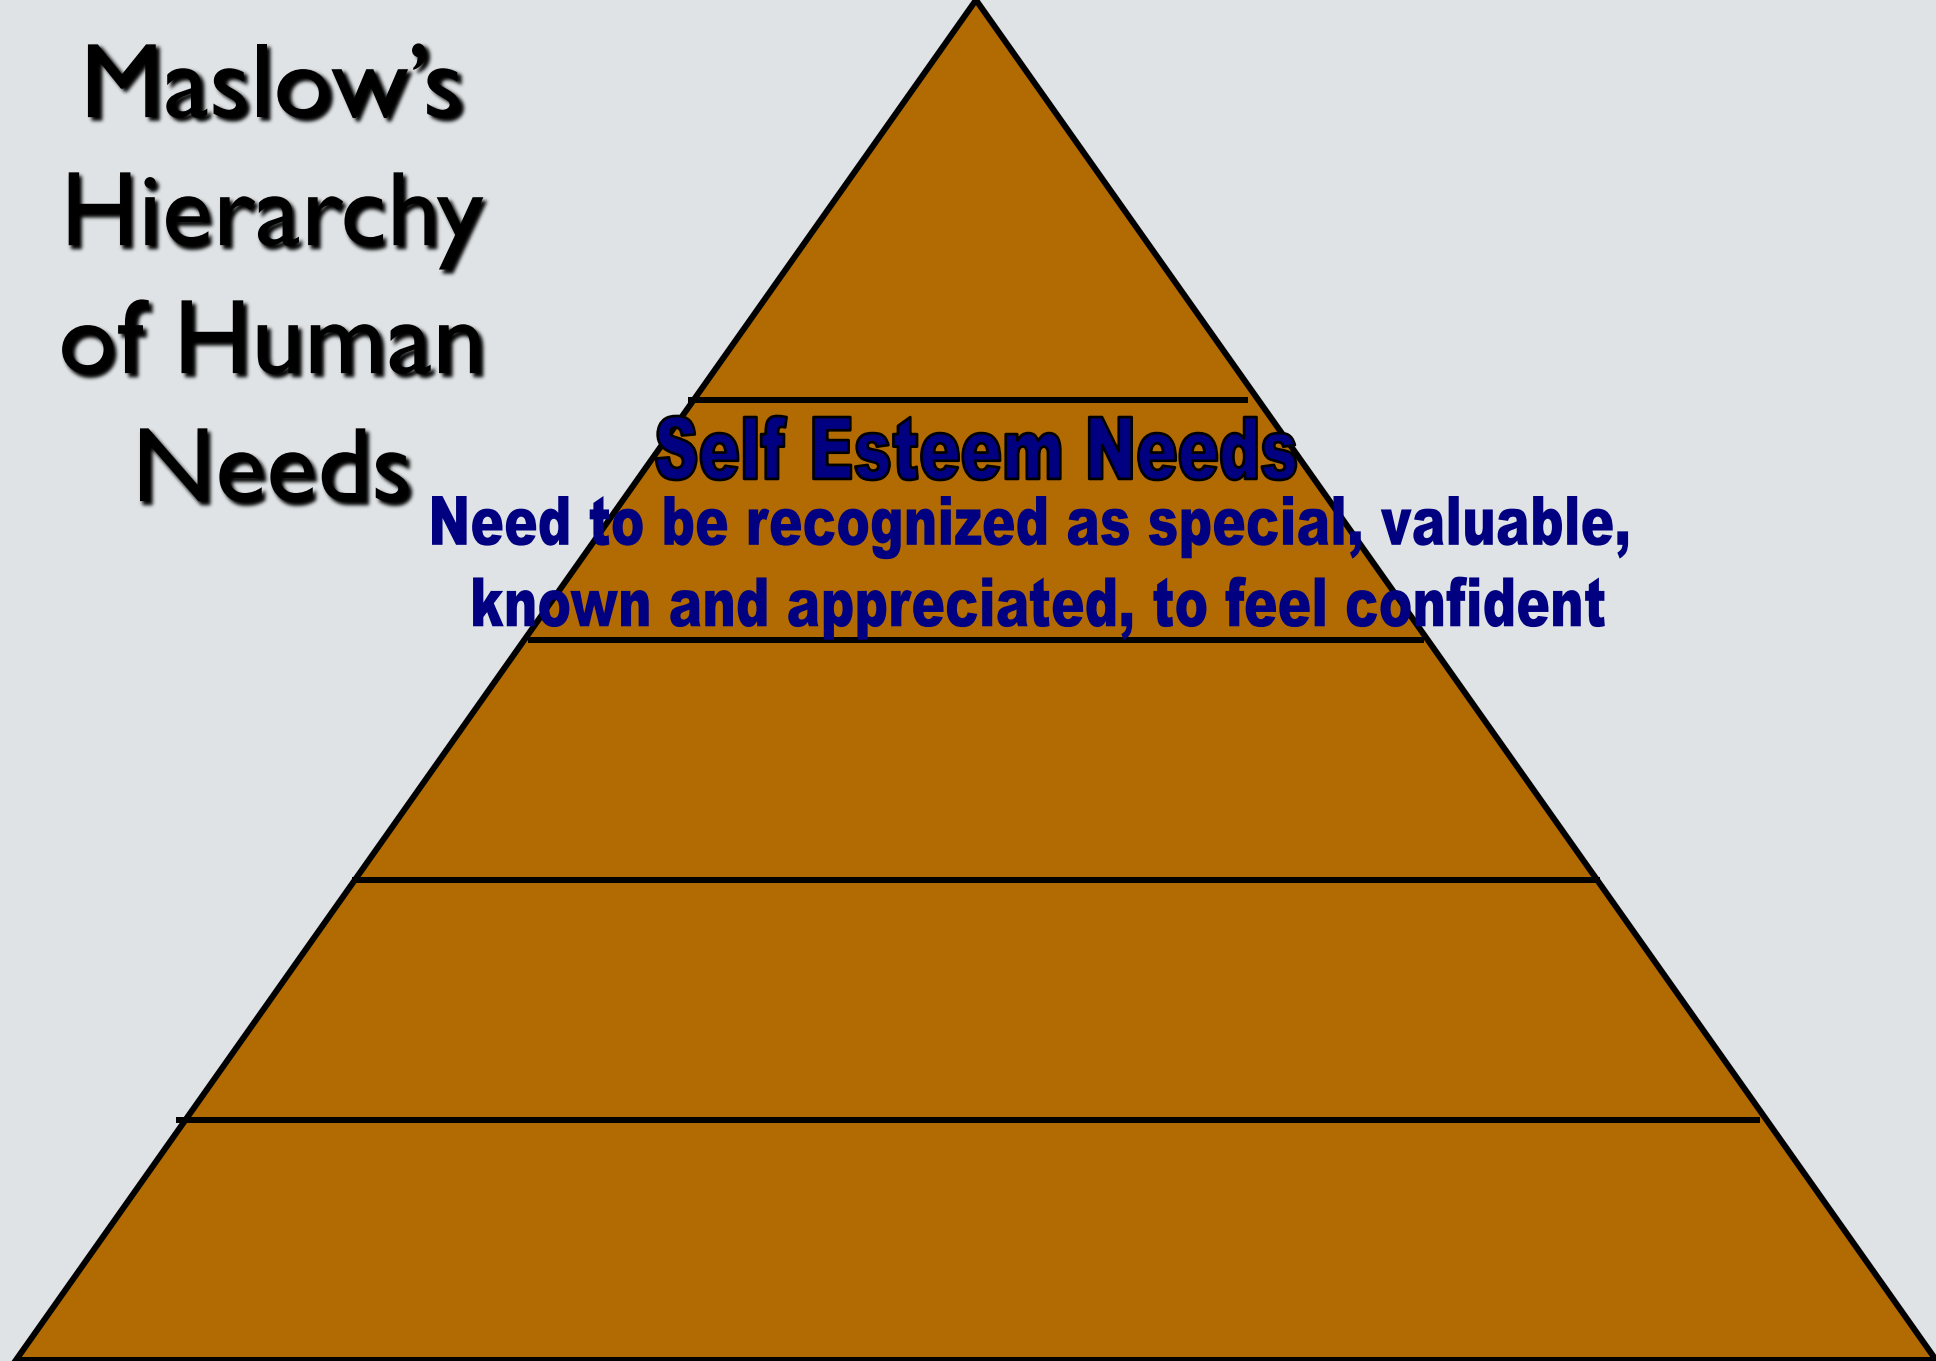 Maslow’s
Hierarchy
of Human
Needs
Self Esteem Needs
Need to be recognized as special, valuable,
known and appreciated, to feel confident